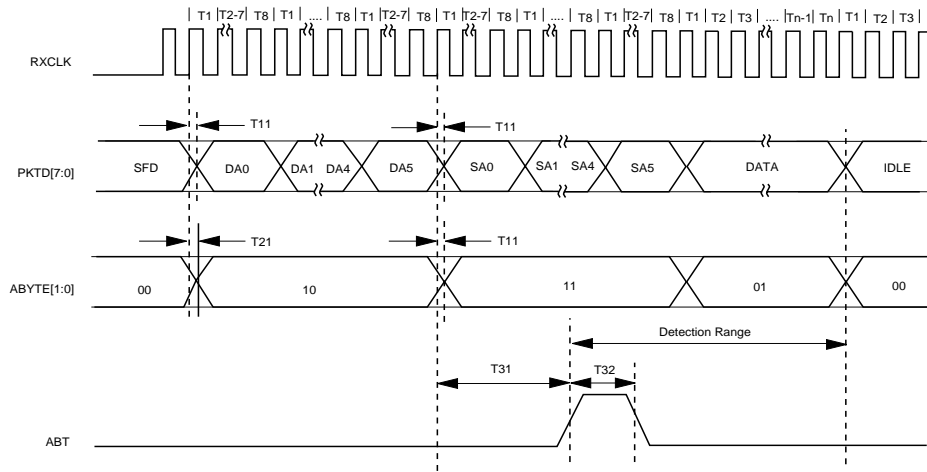 T1 T2-7 T8 T1 .... T8 T1 T2-7 T8 T1 T2-7 T8 T1 .... T8 T1 T2-7 T8 T1 T2 T3 .... Tn-1 Tn T1 T2 T3
RXCLK
T11 T11
PKTD[7:0] SFD DA0 DA1 DA4 DA5 SA0 SA1 SA4 SA5 DATA IDLE
T21 T11
ABYTE[1:0] 00 10 11 01 00
Detection Range
T31 T32
ABT